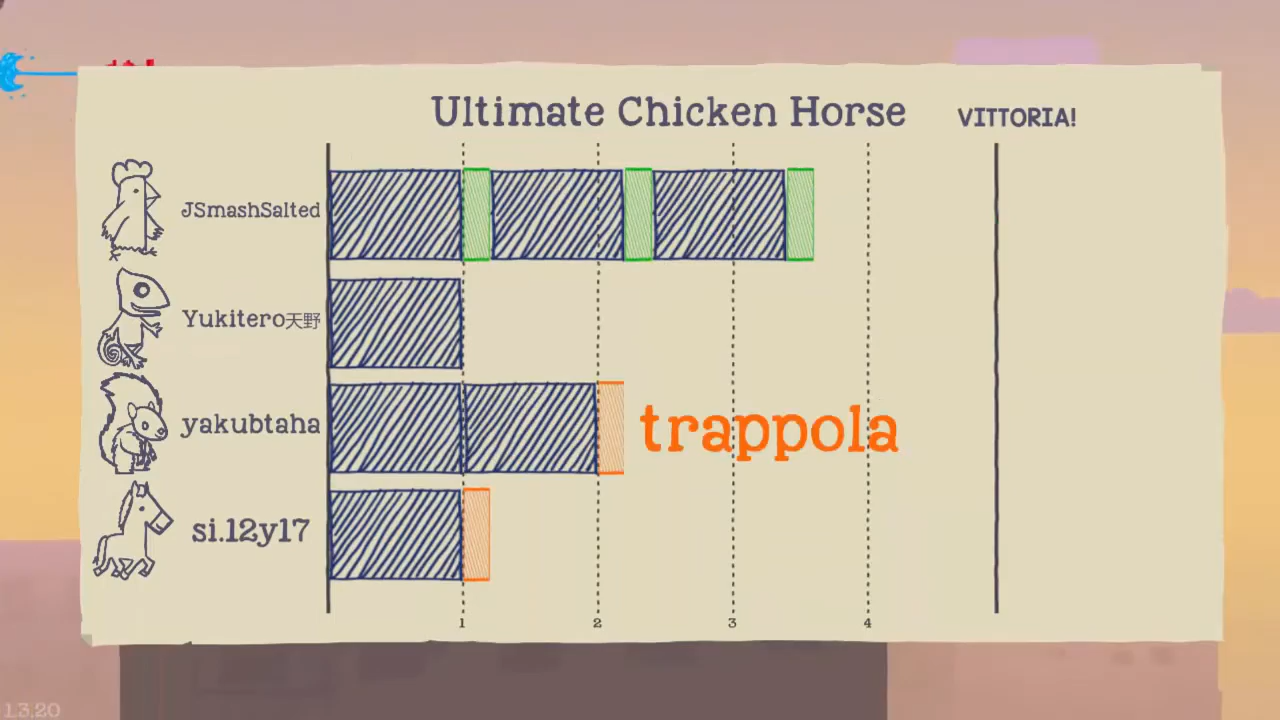 Ultimate Chicken Horse
VITTORIA!
JSmashSalted
Yukitero天野
yakubtaha
trappola
si.12y17
1 2 3 4
1.3.20